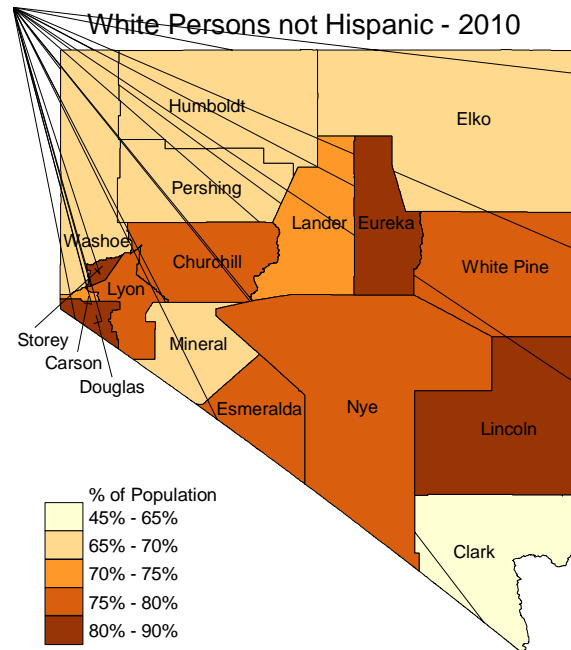 White Persons not Hispanic - 2010
Humboldt
Elko
Pershing
Lander
Eureka
Washoe
Churchill
White Pine
Lyon
Storey
Mineral
Carson
Douglas
Esmeralda
Nye
Lincoln
Clark
% of Population
45% - 65%
65% - 70%
70% - 75%
75% - 80%
80% - 90%